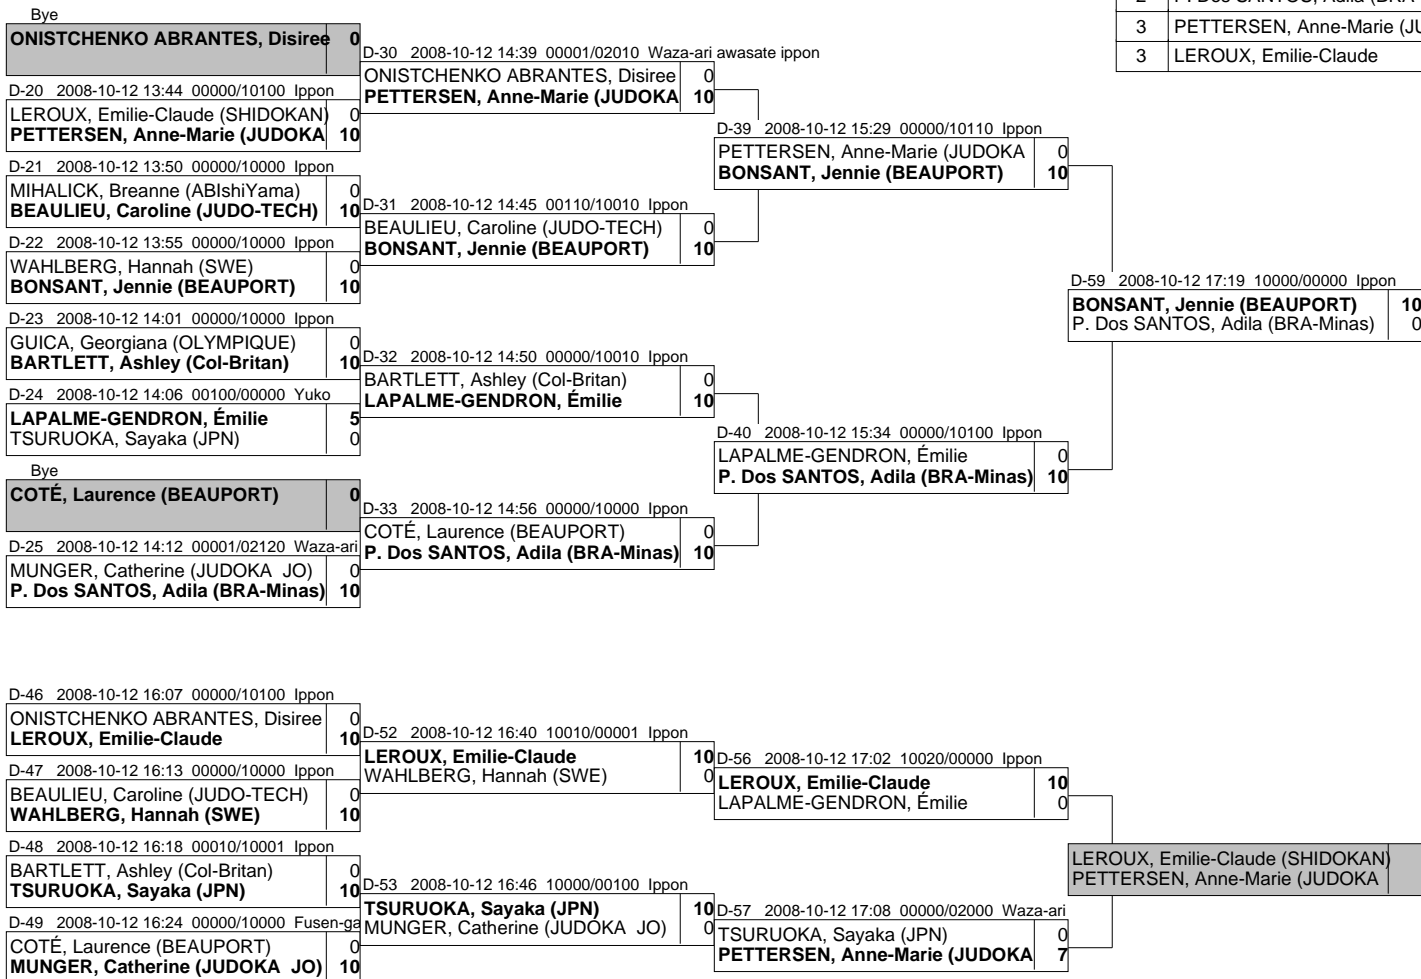 2 P. Dos SANTOS, Adila (BRA
3 PETTERSEN, Anne-Marie (JU
3 LEROUX, Emilie-Claude
Bye
ONISTCHENKO ABRANTES, Disiree 0
D-20 2008-10-12 13:44 00000/10100 Ippon
LEROUX, Emilie-Claude (SHIDOKAN) 0
PETTERSEN, Anne-Marie (JUDOKA 10
D-21 2008-10-12 13:50 00000/10000 Ippon
MIHALICK, Breanne (ABIshiYama) 0
BEAULIEU, Caroline (JUDO-TECH) 10
D-22 2008-10-12 13:55 00000/10000 Ippon
WAHLBERG, Hannah (SWE) 0
BONSANT, Jennie (BEAUPORT) 10
D-23 2008-10-12 14:01 00000/10000 Ippon
GUICA, Georgiana (OLYMPIQUE) 0
BARTLETT, Ashley (Col-Britan) 10
D-24 2008-10-12 14:06 00100/00000 Yuko
LAPALME-GENDRON, Émilie 5
TSURUOKA, Sayaka (JPN) 0
Bye
COTÉ, Laurence (BEAUPORT) 0
D-25 2008-10-12 14:12 00001/02120 Waza-ari
MUNGER, Catherine (JUDOKA JO) 0
P. Dos SANTOS, Adila (BRA-Minas) 10
D-30 2008-10-12 14:39 00001/02010 Waza-ari awasate ippon
ONISTCHENKO ABRANTES, Disiree 0
PETTERSEN, Anne-Marie (JUDOKA 10
D-31 2008-10-12 14:45 00110/10010 Ippon
BEAULIEU, Caroline (JUDO-TECH) 0
BONSANT, Jennie (BEAUPORT) 10
D-32 2008-10-12 14:50 00000/10010 Ippon
BARTLETT, Ashley (Col-Britan) 0
LAPALME-GENDRON, Émilie 10
D-33 2008-10-12 14:56 00000/10000 Ippon
COTÉ, Laurence (BEAUPORT) 0
P. Dos SANTOS, Adila (BRA-Minas) 10
D-39 2008-10-12 15:29 00000/10110 Ippon
PETTERSEN, Anne-Marie (JUDOKA 0
BONSANT, Jennie (BEAUPORT) 10
D-40 2008-10-12 15:34 00000/10100 Ippon
LAPALME-GENDRON, Émilie 0
P. Dos SANTOS, Adila (BRA-Minas) 10
D-59 2008-10-12 17:19 10000/00000 Ippon
BONSANT, Jennie (BEAUPORT) 10
P. Dos SANTOS, Adila (BRA-Minas) 0
D-46 2008-10-12 16:07 00000/10100 Ippon
ONISTCHENKO ABRANTES, Disiree 0
LEROUX, Emilie-Claude 10
D-47 2008-10-12 16:13 00000/10000 Ippon
BEAULIEU, Caroline (JUDO-TECH) 0
WAHLBERG, Hannah (SWE) 10
D-48 2008-10-12 16:18 00010/10001 Ippon
BARTLETT, Ashley (Col-Britan) 0
TSURUOKA, Sayaka (JPN) 10
D-49 2008-10-12 16:24 00000/10000 Fusen-ga
COTÉ, Laurence (BEAUPORT) 0
MUNGER, Catherine (JUDOKA JO) 10
D-52 2008-10-12 16:40 10010/00001 Ippon
LEROUX, Emilie-Claude 10
WAHLBERG, Hannah (SWE) 0
D-53 2008-10-12 16:46 10000/00100 Ippon
TSURUOKA, Sayaka (JPN) 10
MUNGER, Catherine (JUDOKA JO) 0
D-56 2008-10-12 17:02 10020/00000 Ippon
LEROUX, Emilie-Claude 10
LAPALME-GENDRON, Émilie 0
D-57 2008-10-12 17:08 00000/02000 Waza-ari
TSURUOKA, Sayaka (JPN) 0
PETTERSEN, Anne-Marie (JUDOKA 7
LEROUX, Emilie-Claude (SHIDOKAN)
PETTERSEN, Anne-Marie (JUDOKA